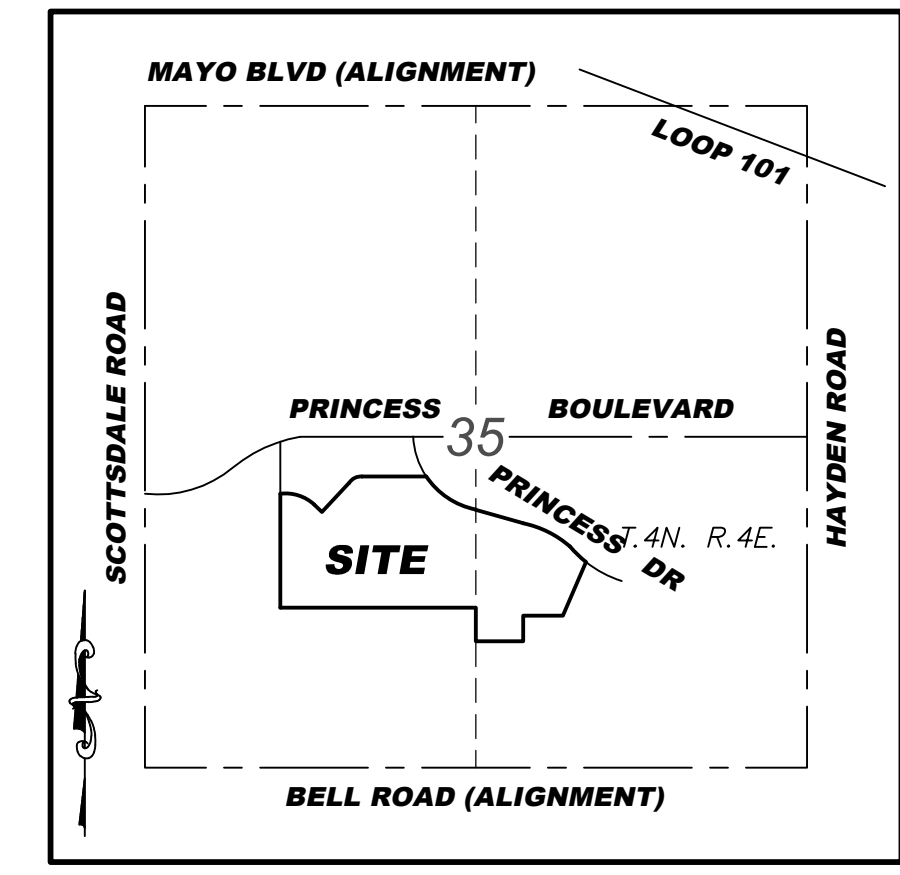 MAYO BLVD (ALIGNMENT)
LOOP 101
SCOTTSDALE ROAD
HAYDEN ROAD
PRINCESS BOULEVARD
35
PRINCESS DR
T.4N. R.4E.
SITE
BELL ROAD (ALIGNMENT)